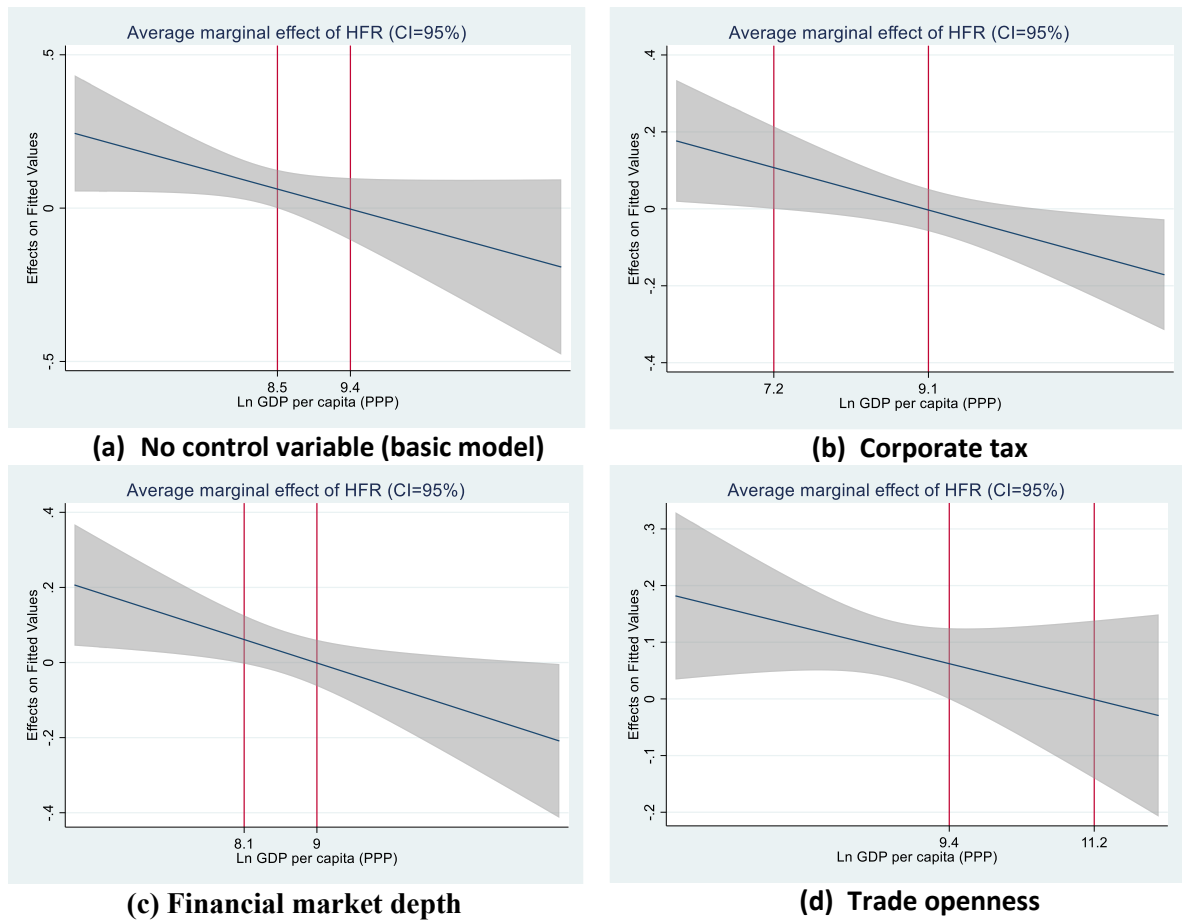 Average marginal effect of HFR (CI=95%)
.5
0
-.5
Effects on Fitted Values
8.5 9.4
Ln GDP per capita (PPP)
(a) No control variable (basic model)
Average marginal effect of HFR (CI=95%)
.4
.2
0
-.2
-.4
Effects on Fitted Values
7.2 9.1
Ln GDP per capita (PPP)
(b) Corporate tax
Average marginal effect of HFR (CI=95%)
.4
.2
0
-.2
-.4
Effects on Fitted Values
8.1 9
Ln GDP per capita (PPP)
(c) Financial market depth
Average marginal effect of HFR (CI=95%)
.3
.2
.1
0
-.1
-.2
Effects on Fitted Values
9.4 11.2
Ln GDP per capita (PPP)
(d) Trade openness